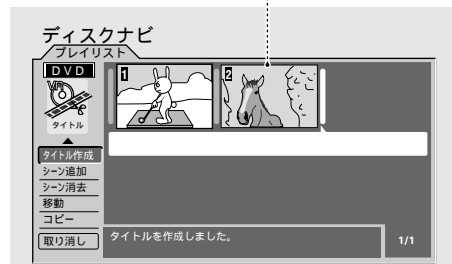 ディスクナビ
プレイリスト
DVD
VR
タイトル
1
2
タイトル作成
シーン追加
シーン消去
移動
コピー
取り消し
タイトルを作成しました。
1/1